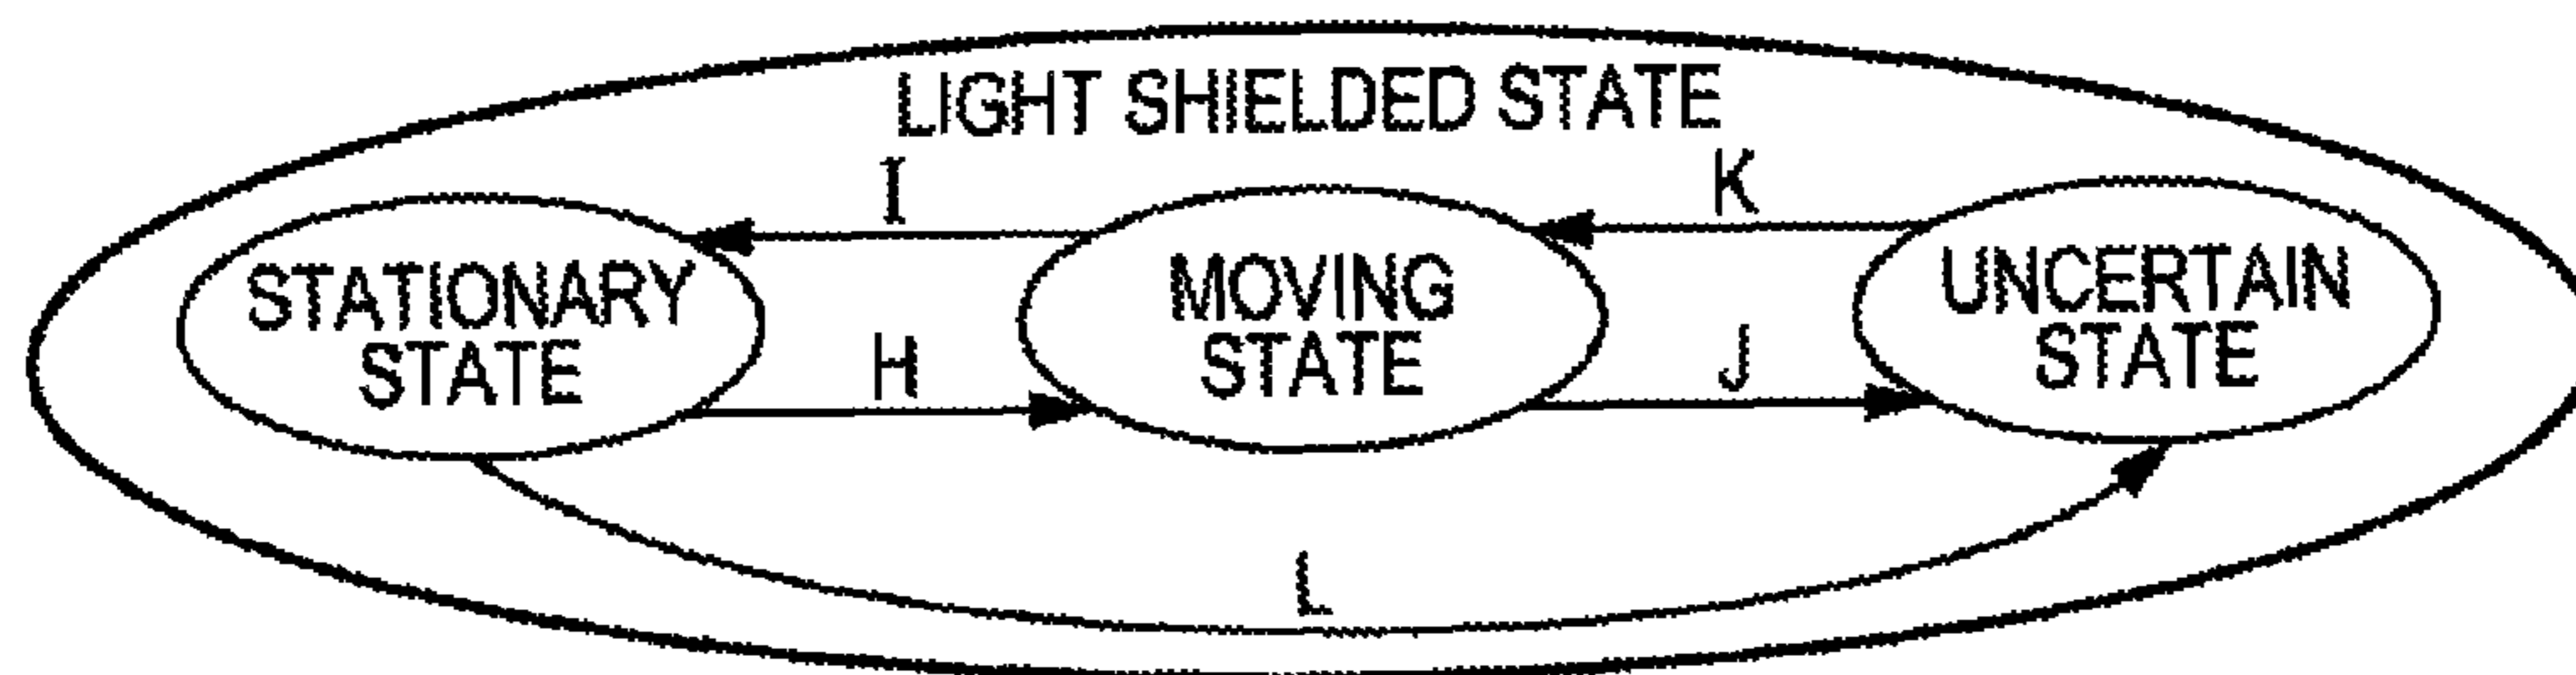 LIGHT SHIELDED STATE
I
K
STATIONARY
STATE
MOVING
STATE
UNCERTAIN
STATE
H
J
L